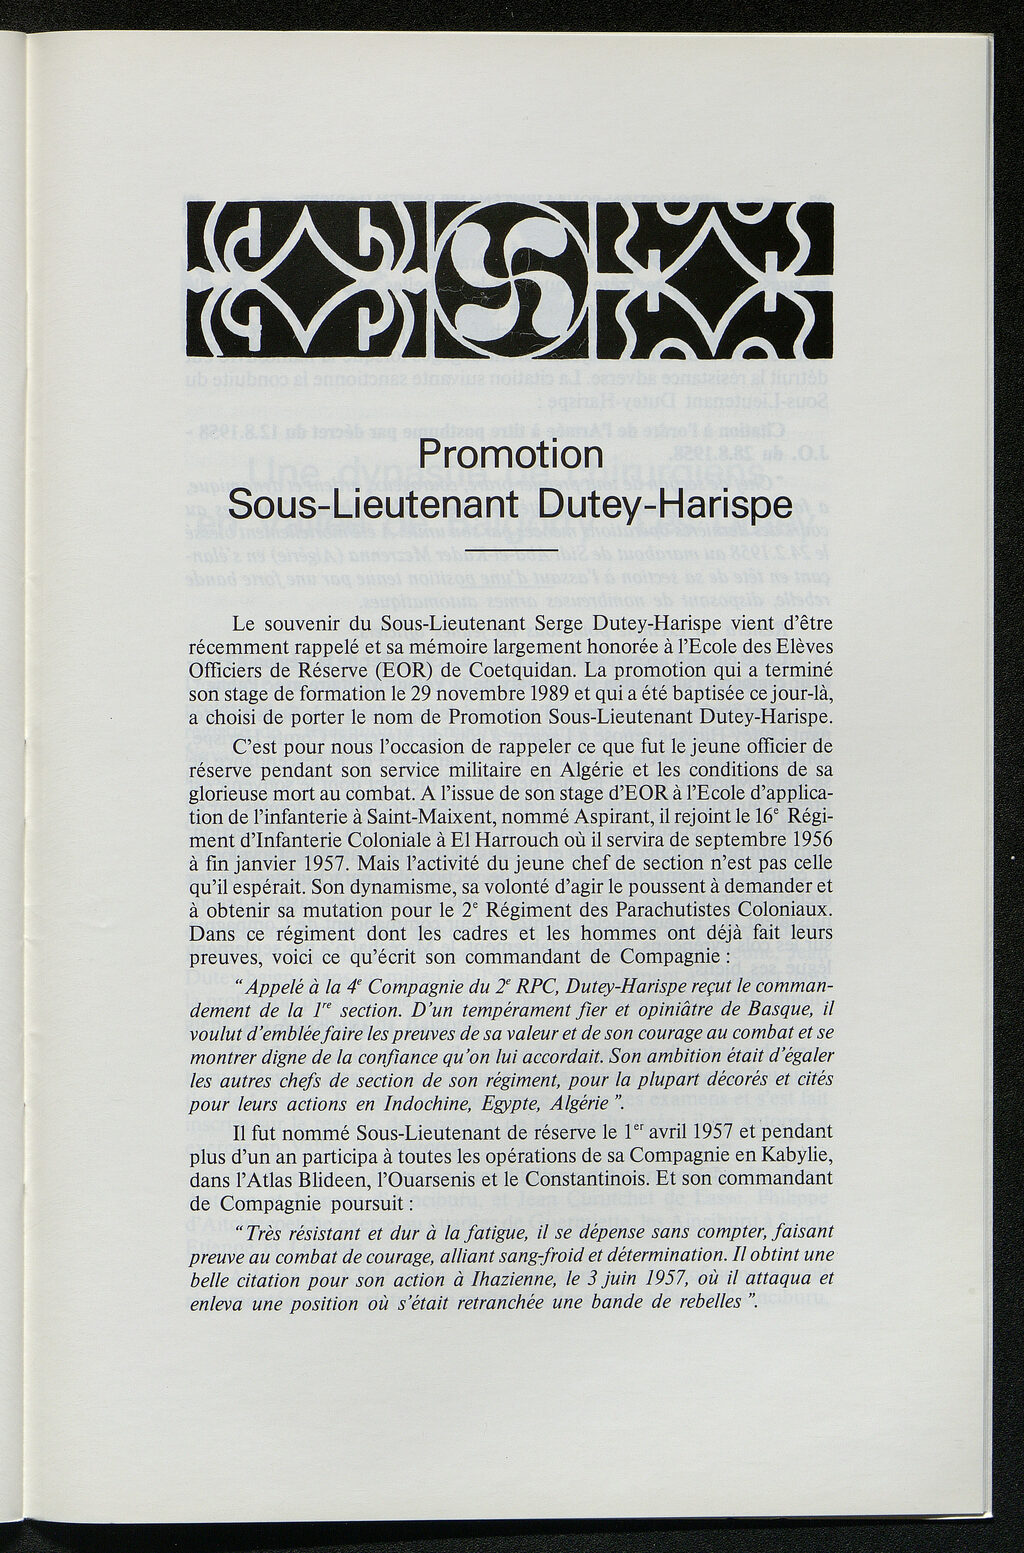 Promotion
Sous-Lieutenant Dutey-Harispe
Le souvenir du Sous-Lieutenant Serge Dutey-Harispe vient d’être
récemment rappelé et sa mémoire largement honorée à l’Ecole des Elèves
Officiers de Réserve (EOR) de Coetquidan. La promotion qui a terminé
son stage de formation le 29 novembre 1989 et qui a été baptisée ce jour-là,
a choisi de porter le nom de Promotion Sous-Lieutenant Dutey-Harispe.
C’est pour nous l’occasion de rappeler ce que fut le jeune officier de
réserve pendant son service militaire en Algérie et les conditions de sa
glorieuse mort au combat. A l’issue de son stage d’EOR à l’Ecole d’applica-
tion de l’infanterie à Saint-Maixent, nommé Aspirant, il rejoint le 16e Régi-
ment d’Infanterie Coloniale à El Harrouch où il servira de septembre 1956
à fin janvier 1957. Mais l’activité du jeune chef de section n’est pas celle
qu’il espérait. Son dynamisme, sa volonté d’agir le poussent à demander et
à obtenir sa mutation pour le 2e Régiment des Parachutistes Coloniaux.
Dans ce régiment dont les cadres et les hommes ont déjà fait leurs
preuves, voici ce qu’écrit son commandant de Compagnie :
“ Appelé à la 4e Compagnie du 2e RPC, Dutey-Harispe reçut le comman-
dement de la 1re section. D’un tempérament fier et opiniâtre de Basque, il
voulut d’emblée faire les preuves de sa valeur et de son courage au combat et se
montrer digne de la confiance qu’on lui accordait. Son ambition était d’égaler
les autres chefs de section de son régiment, pour la plupart décorés et cités
pour leurs actions en Indochine, Egypte, Algérie ”.
Il fut nommé Sous-Lieutenant de réserve le 1er avril 1957 et pendant
plus d’un an participa à toutes les opérations de sa Compagnie en Kabylie,
dans l’Atlas Blideen, l’Ouarsenis et le Constantinois. Et son commandant
de Compagnie poursuit :
“ Très résistant et dur à la fatigue, il se dépense sans compter, faisant
preuve au combat de courage, alliant sang-froid et détermination. Il obtint une
belle citation pour son action à Ihazienne, le 3 juin 1957, où il attaqua et
enleva une position où s’était retranchée une bande de rebelles ”.